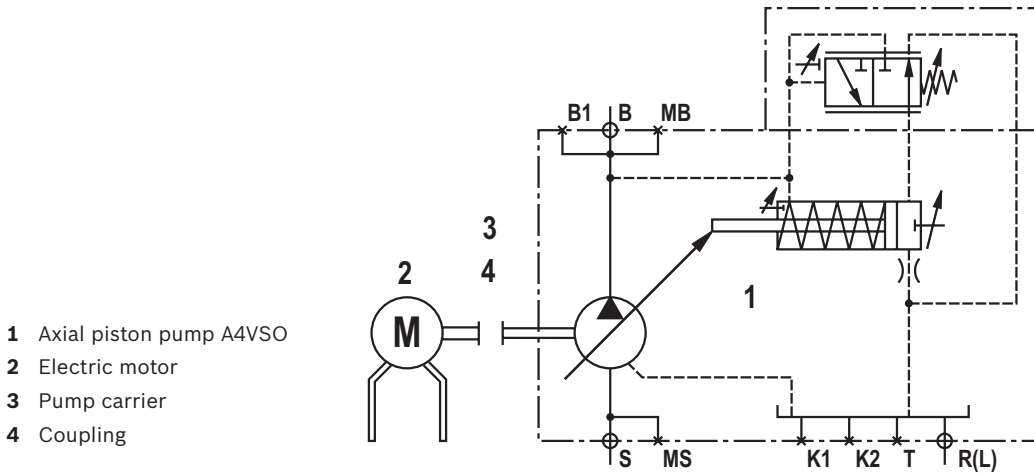 B1 B MB
3
4
2
1
M
1 Axial piston pump A4VSO
2 Electric motor
3 Pump carrier
4 Coupling
S MS K1 K2 T R(L)